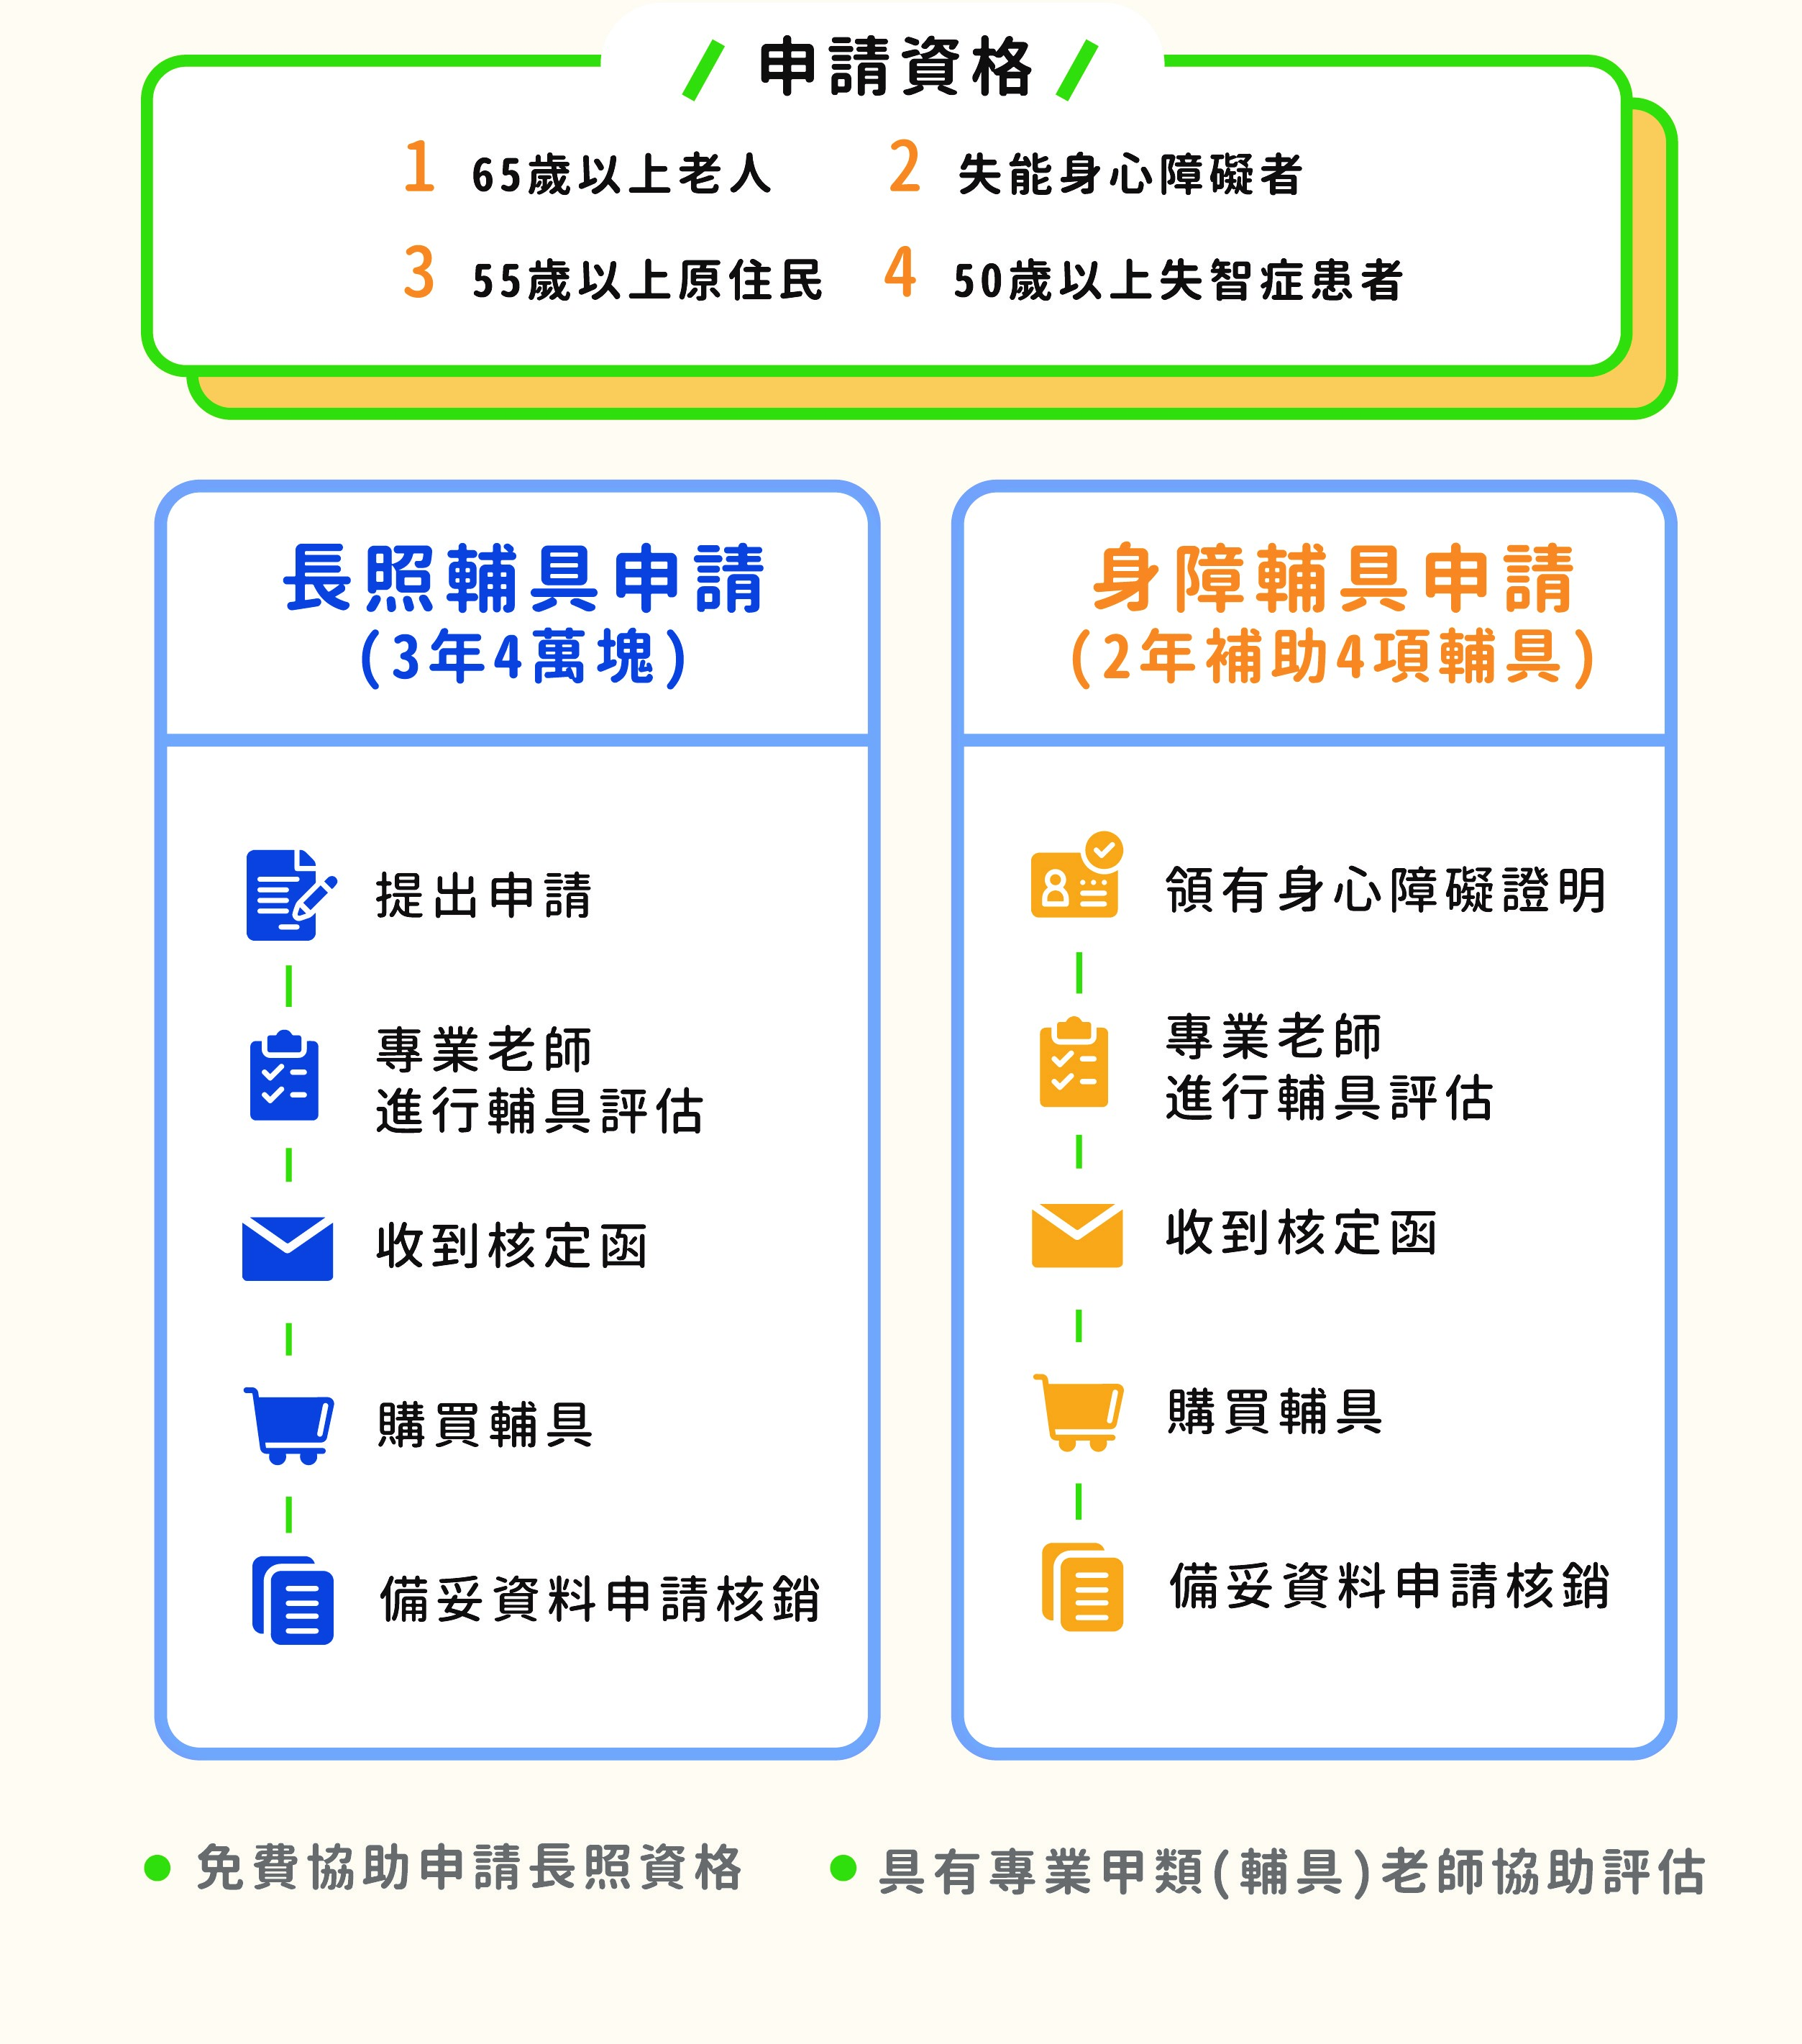 申請資格
1 65歲以上老人
2 失能身心障礙者
3 55歲以上原住民
4 50歲以上失智症患者
長照輔具申請
(3年4萬塊)
提出申請
專業老師
進行輔具評估
收到核定函
購買輔具
備妥資料申請核銷
身障輔具申請
(2年補助4項輔具)
領有身心障礙證明
專業老師
進行輔具評估
收到核定函
購買輔具
備妥資料申請核銷
免費協助申請長照資格
具有專業甲類(輔具)老師協助評估